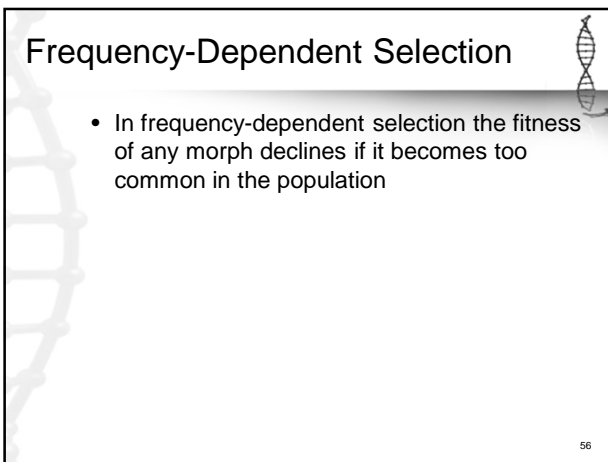 Frequency-Dependent Selection
• In frequency-dependent selection the fitness
of any morph declines if it becomes too
common in the population
56